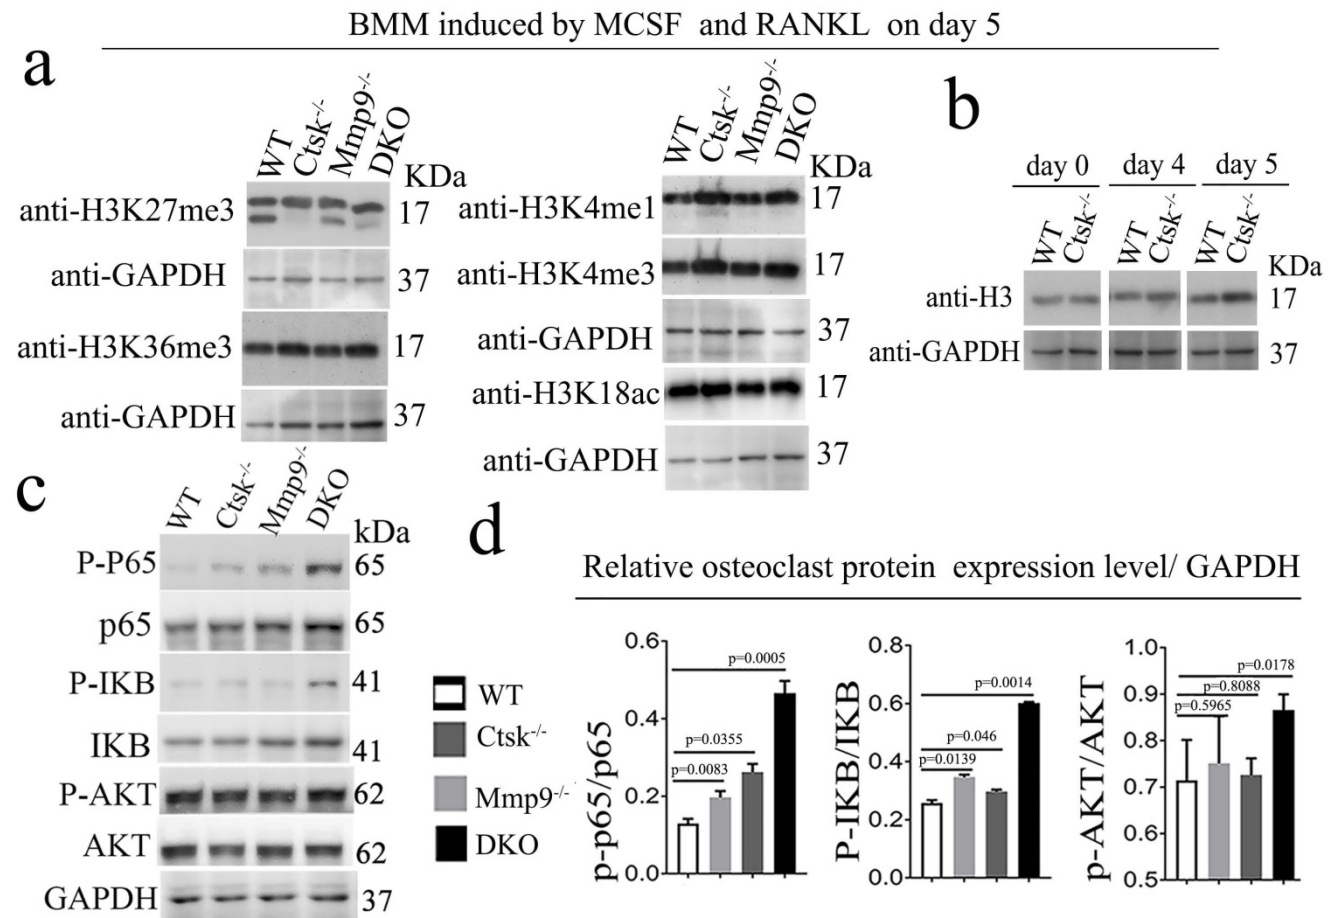 BMM induced by MCSF and RANKL on day 5
a
WT Ctsk-/- Mmp9-/- DKO
KDa
anti-H3K27me3 17
anti-GAPDH 37
anti-H3K36me3 17
anti-GAPDH 37
WT Ctsk-/- Mmp9-/- DKO
KDa
anti-H3K4me1 17
anti-H3K4me3 17
anti-GAPDH 37
anti-H3K18ac 17
anti-GAPDH 37
b
day 0 day 4 day 5
WT Ctsk-/- WT Ctsk-/- WT Ctsk-/-
KDa
anti-H3 17
anti-GAPDH 37
c
WT Ctsk-/- Mmp9-/- DKO
kDa
P-P65 65
p65 65
P-IKB 41
IKB 41
P-AKT 62
AKT 62
GAPDH 37
WT
Ctsk-/-
Mmp9-/-
DKO
d
Relative osteoclast protein expression level/ GAPDH
p-p65/p65
0.6
0.4
0.2
0.0
p=0.0005
p=0.0355
p=0.0083
P-IKB/IKB
0.8
0.6
0.4
0.2
0.0
p=0.0014
p=0.046
p=0.0139
p-AKT/AKT
1.0
0.9
0.8
0.7
0.6
0.5
p=0.0178
p=0.8088
p=0.5965